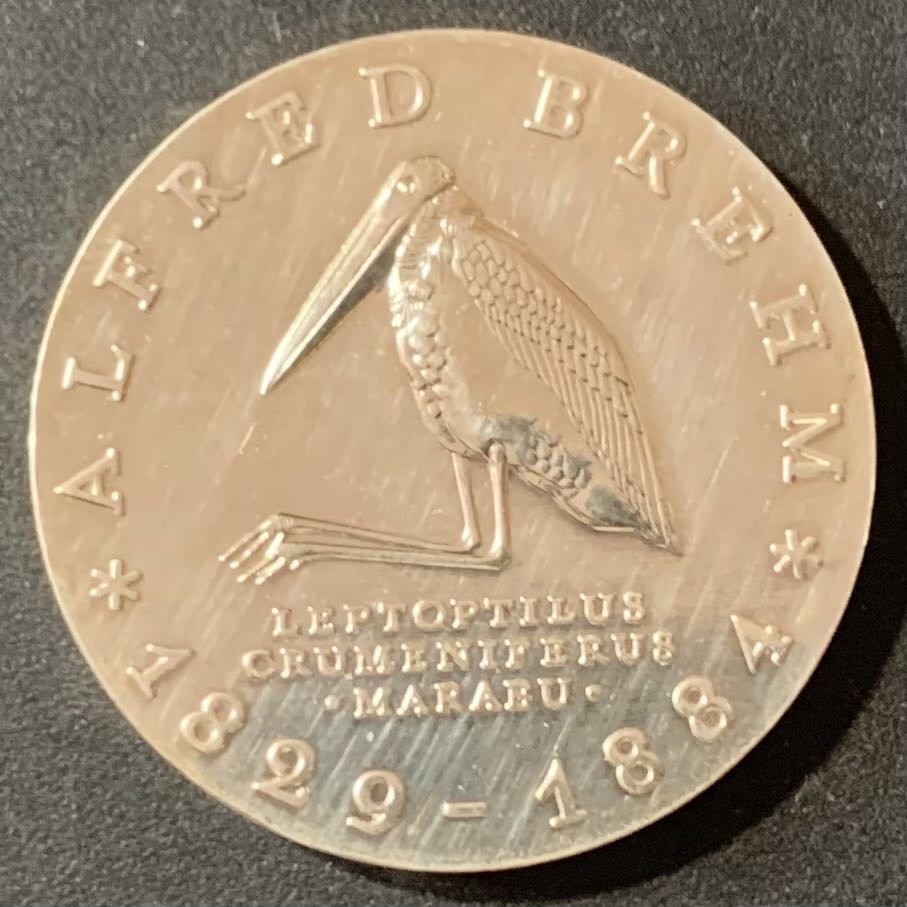 * ALFRED BREHM *
LEPTOPTILUS
CRUMENIFERUS
·MARABU·
1829-1884